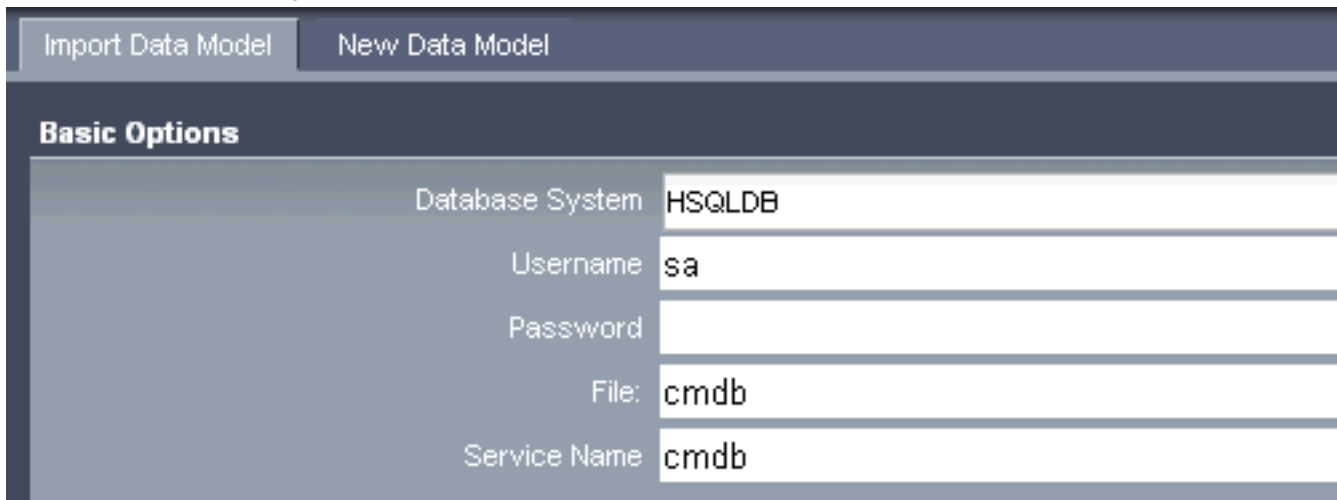 Import Data Model New Data Model
Basic Options
Database System HSQLDB
Username sa
Password
File: cmdb
Service Name cmdb